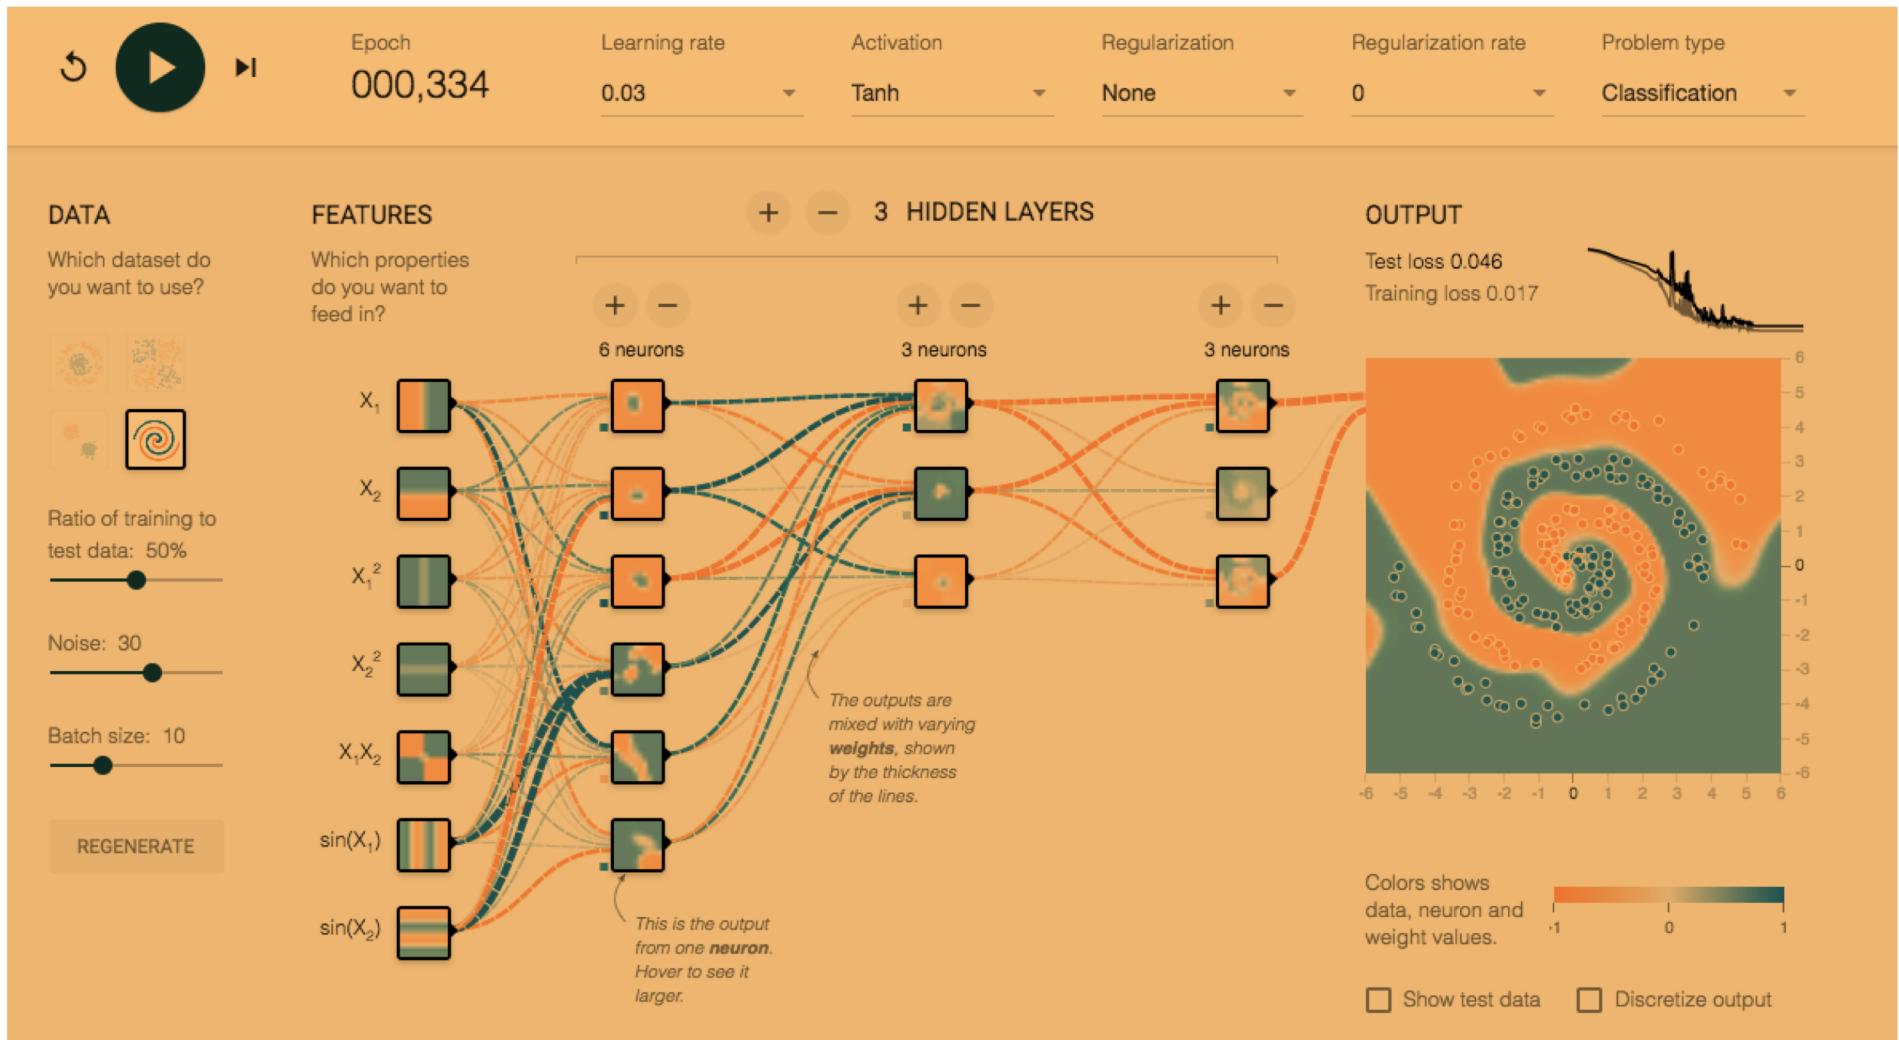 Epoch
000,334
Learning rate
0.03
Activation
Tanh
Regularization
None
Regularization rate
0
Problem type
Classification
DATA
Which dataset do
you want to use?
Ratio of training to
test data: 50%
Noise: 30
Batch size: 10
REGENERATE
FEATURES
Which properties
do you want to
feed in?
X₁
X₂
X₁²
X₂²
X₁X₂
sin(X₁)
sin(X₂)
+ − 3 HIDDEN LAYERS
+ −
6 neurons
+ −
3 neurons
+ −
3 neurons
The outputs are
mixed with varying
weights, shown
by the thickness
of the lines.
This is the output
from one neuron.
Hover to see it
larger.
OUTPUT
Test loss 0.046
Training loss 0.017
6
5
4
3
2
1
0
-1
-2
-3
-4
-5
-6
-6 -5 -4 -3 -2 -1 0 1 2 3 4 5 6
Colors shows
data, neuron and
weight values.
-1 0 1
Show test data
Discretize output